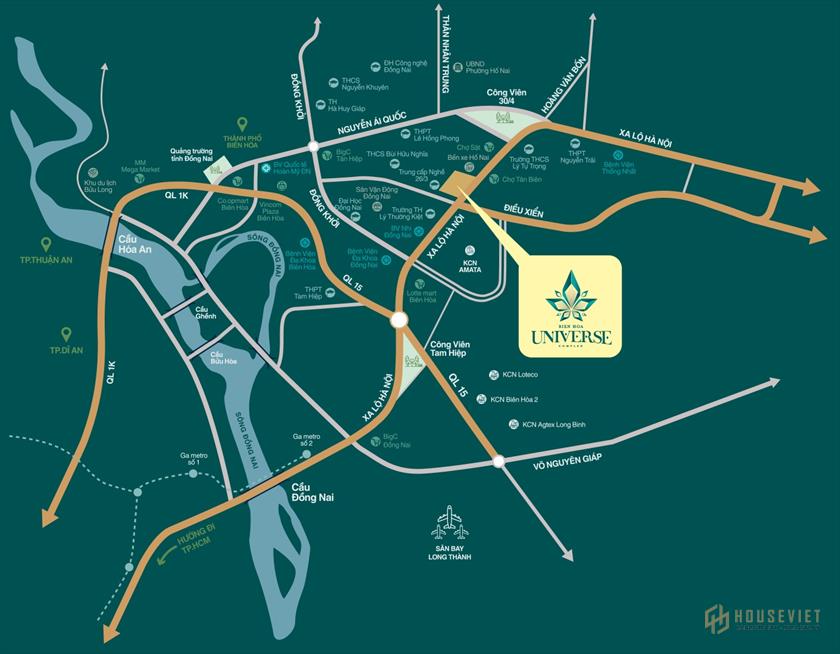 THÂN NHÂN TRUNG
ĐH Công nghệ
Đồng Nai
UBND
Phường Hố Nai
HOÀNG VĂN BỔN
ĐỒNG KHỞI
THCS
Nguyễn Khuyến
Công Viên
30/4
TH
Hà Huy Giáp
NGUYỄN ÁI QUỐC
THÀNH PHỐ
BIÊN HÒA
THPT
Lê Hồng Phong
XA LỘ HÀ NỘI
Quảng trường
tỉnh Đồng Nai
BigC
Tân Hiệp
THCS Bùi Hữu Nghĩa
Chợ Sặt
Bến xe Hố Nai
Trường THCS
Lý Tự Trọng
THPT
Nguyễn Trãi
Bệnh Viện
Thống Nhất
MM
Mega Market
BV Quốc tế
Hoàn Mỹ ĐN
Trung cấp Nghề
26/3
Chợ Tân Biên
Khu du lịch
Bửu Long
QL 1K
Co.opmart
Biên Hòa
Vincom
Plaza
Biên Hòa
ĐỒNG KHỞI
Sân Vận Động
Đồng Nai
Đại Học
Đồng Nai
Trường TH
Lý Thường Kiệt
ĐIỂU XIỂN
XA LỘ HÀ NỘI
BV Nhi
Đồng Nai
Cầu
Hóa An
SÔNG ĐỒNG NAI
Bệnh Viện
Đa Khoa
Biên Hòa
Bệnh Viện
Đa Khoa
Đồng Nai
KCN
AMATA
TP.THUẬN AN
QL 15
Lotte mart
Biên Hòa
THPT
Tam Hiệp
BIEN HOA
UNIVERSE
COMPLEX
Cầu
Ghềnh
TP.DĨ AN
Cầu
Bửu Hòa
Công Viên
Tam Hiệp
QL 1K
QL 15
KCN Loteco
KCN Biên Hòa 2
XA LỘ HÀ NỘI
KCN Agtex Long Bình
SÔNG ĐỒNG NAI
Ga metro
số 2
BigC
Đồng Nai
Ga metro
số 1
VÕ NGUYÊN GIÁP
Cầu
Đồng Nai
HƯỚNG ĐI
TP.HCM
SÂN BAY
LONG THÀNH
HOUSEVIET